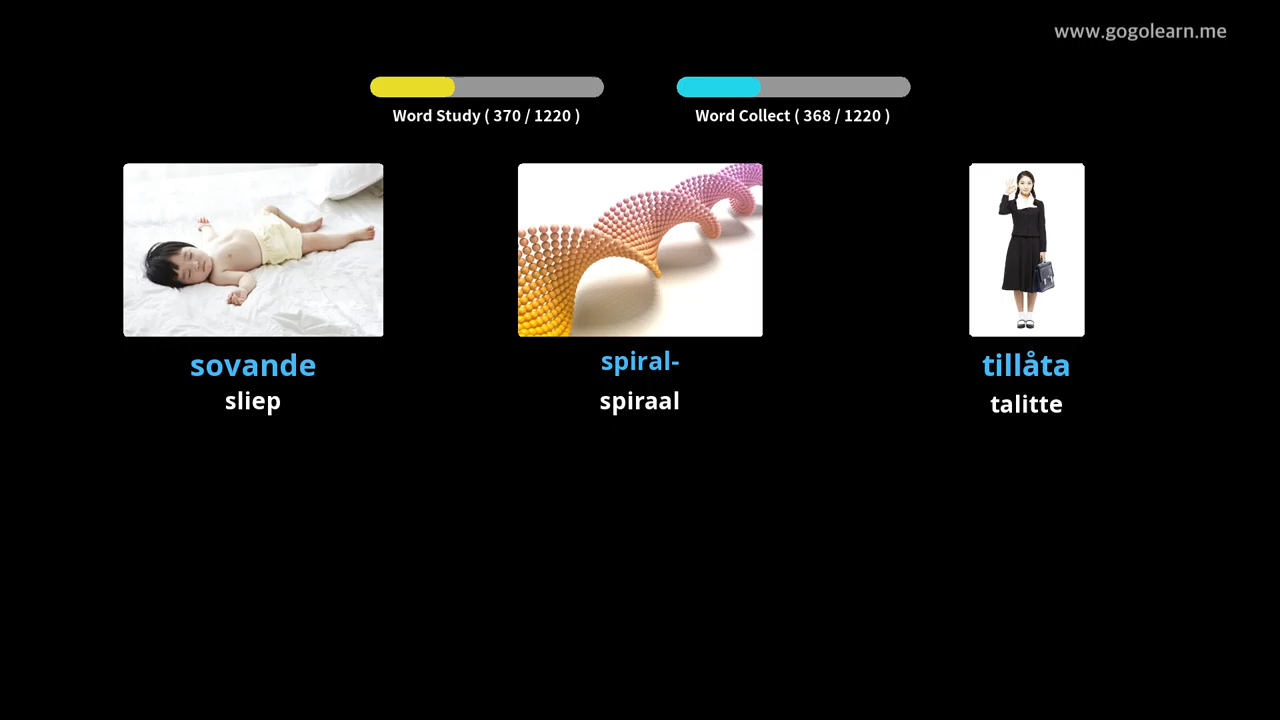 www.gogolearn.me
Word Study ( 370 / 1220 )
Word Collect ( 368 / 1220 )
sovande
sliep
spiral-
spiraal
tillåta
talitte